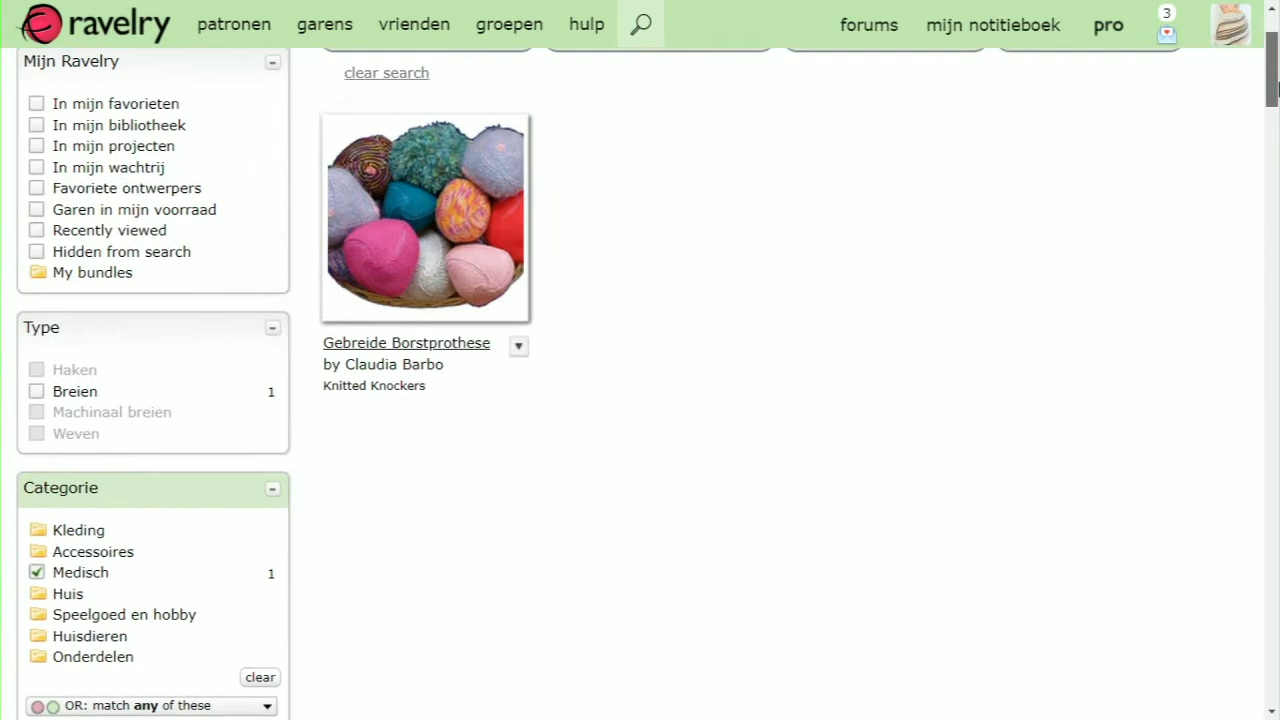 ravelry patronen garens vrienden groepen hulp forums mijn notitieboek pro 3
Mijn Ravelry
In mijn favorieten
In mijn bibliotheek
In mijn projecten
In mijn wachtrij
Favoriete ontwerpers
Garen in mijn voorraad
Recently viewed
Hidden from search
My bundles
Type
Haken
Breien 1
Machinaal breien
Weven
Categorie
Kleding
Accessoires
Medisch 1
Huis
Speelgoed en hobby
Huisdieren
Onderdelen
clear
OR: match any of these
clear search
Gebreide Borstprothese
by Claudia Barbo
Knitted Knockers